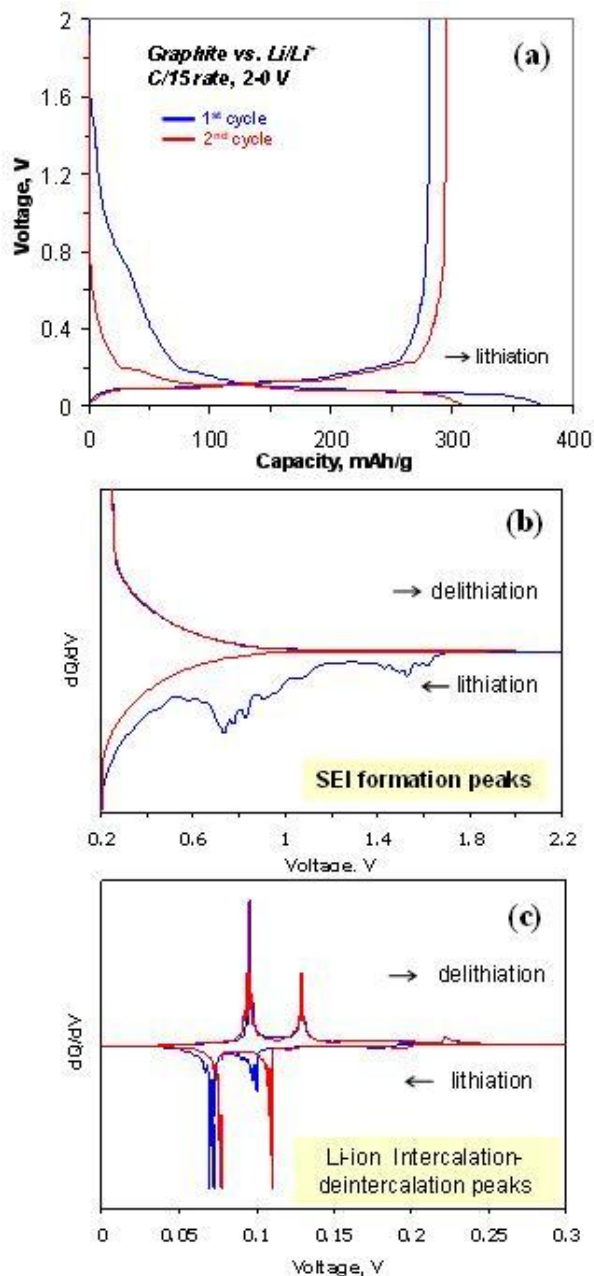 2
(a)
Graphite vs. Li/Li+
C/15 rate, 2-0 V
1.6
1st cycle
2nd cycle
1.2
Voltage, V
0.8
0.4
→ lithiation
0
0 100 200 300 400
Capacity, mAh/g
(b)
→ delithiation
dQ/dV
← lithiation
SEI formation peaks
0.2 0.6 1 1.4 1.8 2.2
Voltage, V
(c)
→ delithiation
dQ/dV
← lithiation
Li-ion Intercalation-
deintercalation peaks
0 0.05 0.1 0.15 0.2 0.25 0.3
Voltage, V